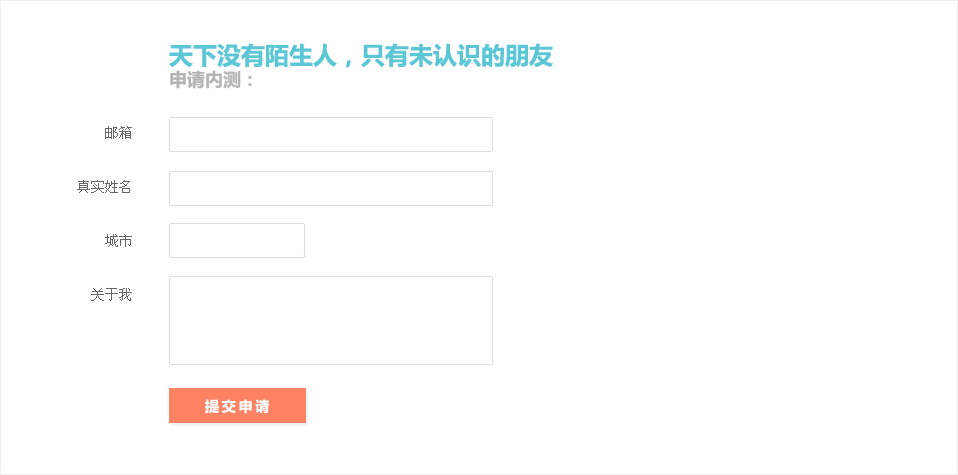 天下没有陌生人，只有未认识的朋友
申请内测：
邮箱
真实姓名
城市
关于我
提交申请